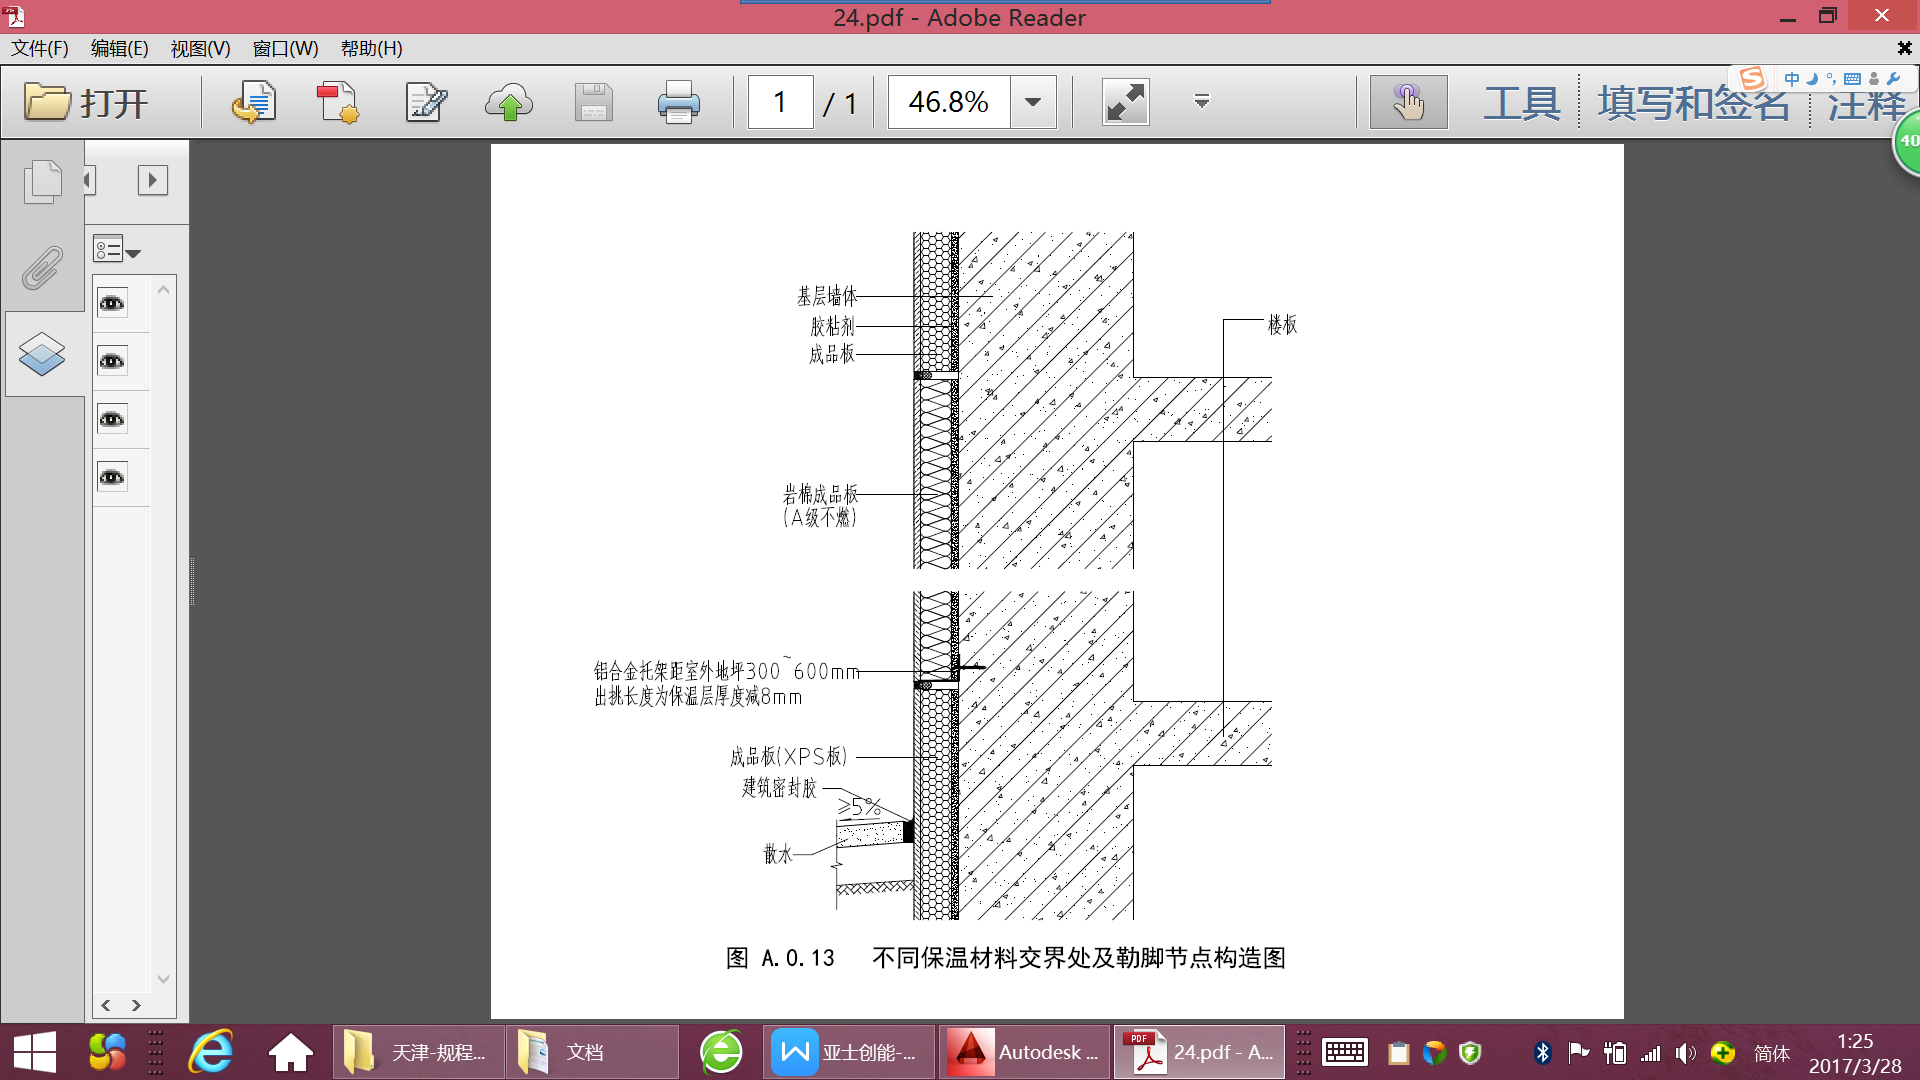 24.pdf - Adobe Reader
文件(F) 编辑(E) 视图(V) 窗口(W) 帮助(H)
打开
1 / 1
46.8%
工具
填写和签名
注释
中
40
基层墙体
胶粘剂
成品板
楼板
岩棉成品板
(A级不燃)
铝合金托架距室外地坪300~600mm
出挑长度为保温层厚度减8mm
成品板(XPS板)
建筑密封胶
≥5%
散水
图 A.0.13 不同保温材料交界处及勒脚节点构造图
天津-规程...
文档
亚士创能-...
Autodesk ...
24.pdf - A...
简体
1:25
2017/3/28